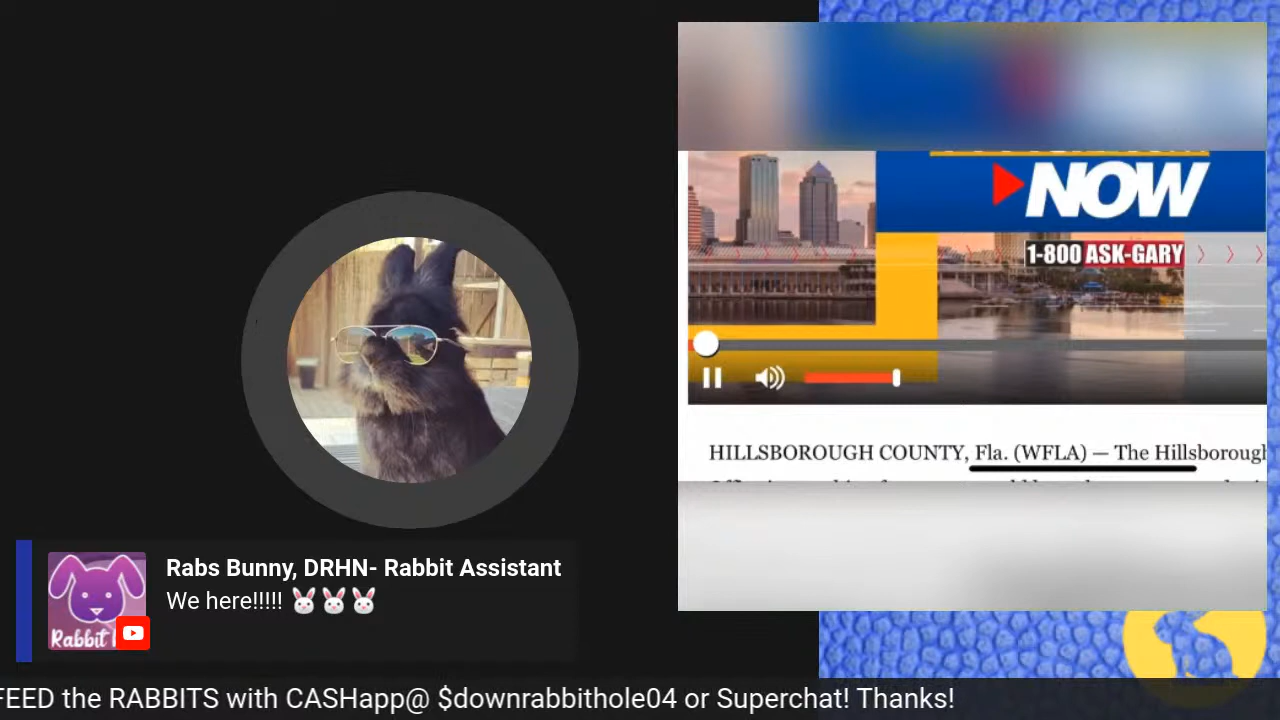 NOW
1-800 ASK-GARY
HILLSBOROUGH COUNTY, Fla. (WFLA) — The Hillsborough
Rabs Bunny, DRHN- Rabbit Assistant
We here!!!!! 🐰🐰🐰
Rabbit
FEED the RABBITS with CASHapp@ $downrabbithole04 or Superchat! Thanks!